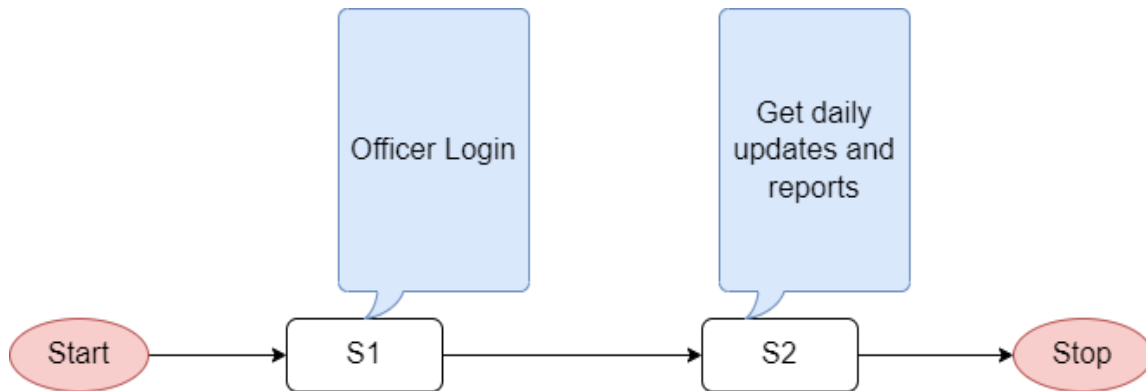 Officer Login
Get daily
updates and
reports
Start
S1
S2
Stop